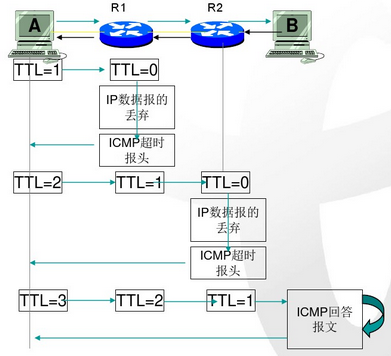 R1 R2
A B
TTL=1 TTL=0
IP数据报的
丢弃
ICMP超时
报头
TTL=2 TTL=1 TTL=0
IP数据报的
丢弃
ICMP超时
报头
TTL=3 TTL=2 TTL=1
ICMP回答
报文